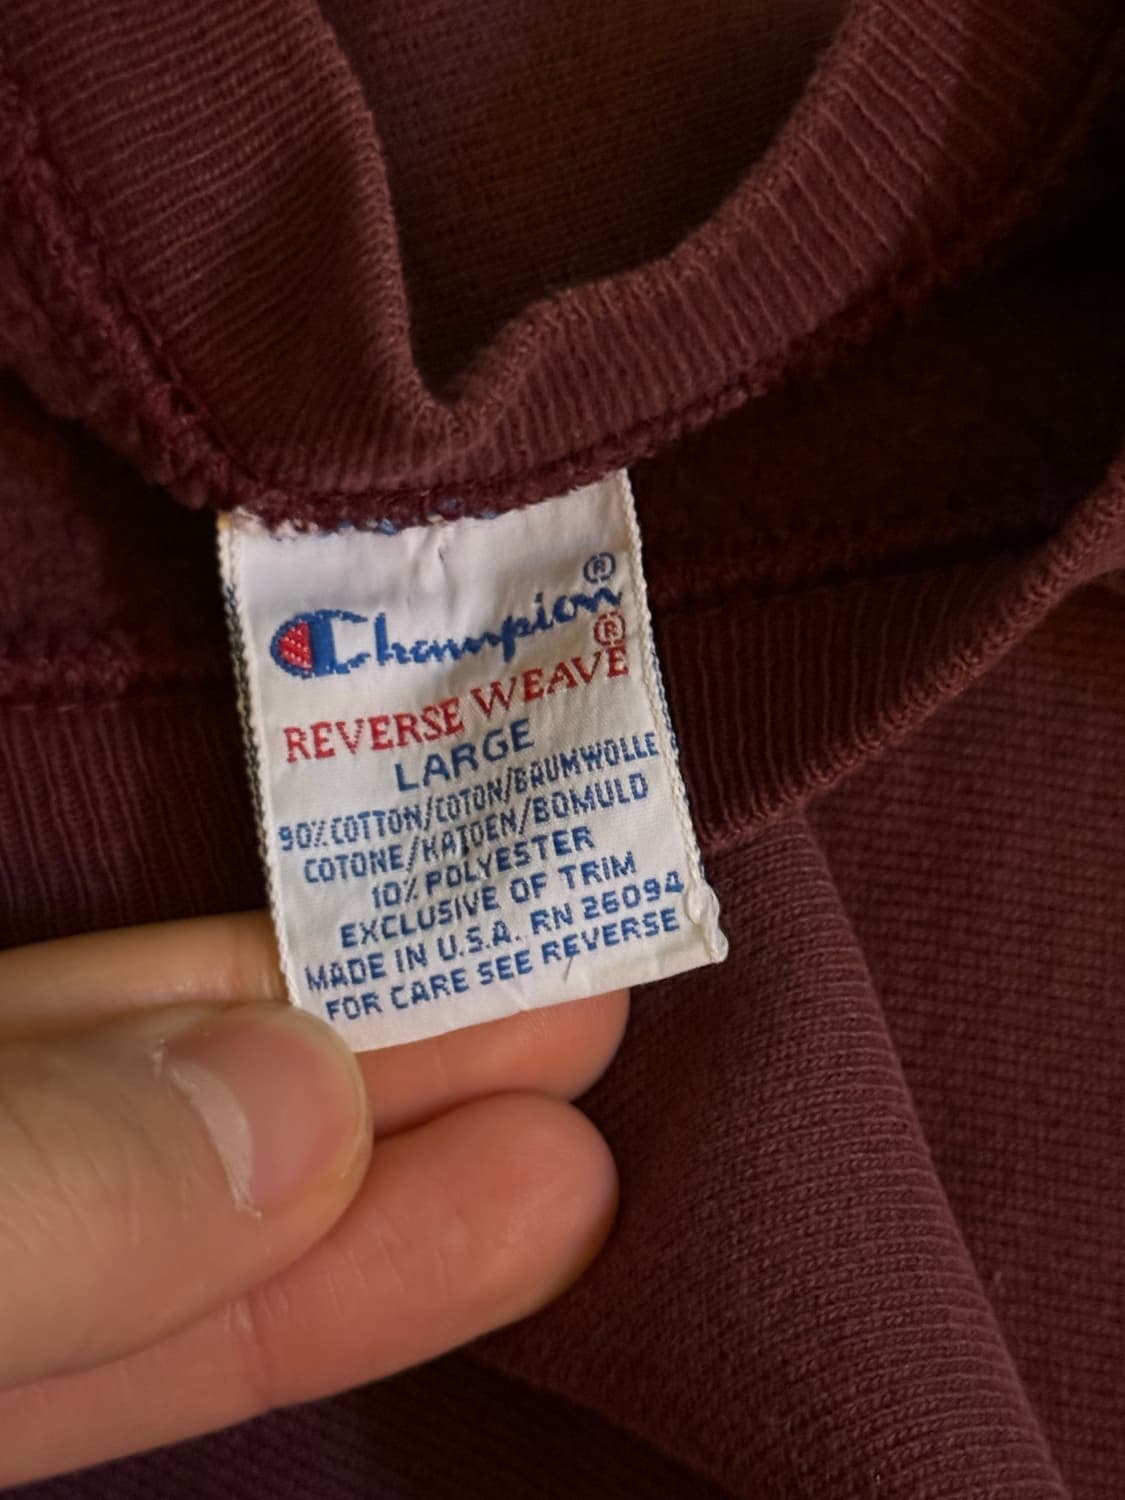 Champion®
REVERSE WEAVE®
LARGE
90% COTTON/COTON/BAUMWOLLE
COTONE/KATOEN/BOMULD
10% POLYESTER
EXCLUSIVE OF TRIM
MADE IN U.S.A. RN 26094
FOR CARE SEE REVERSE